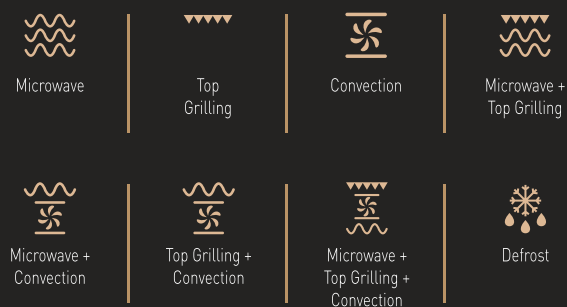 Microwave
Top
Grilling
Convection
Microwave +
Top Grilling
Microwave +
Convection
Top Grilling +
Convection
Microwave +
Top Grilling +
Convection
Defrost